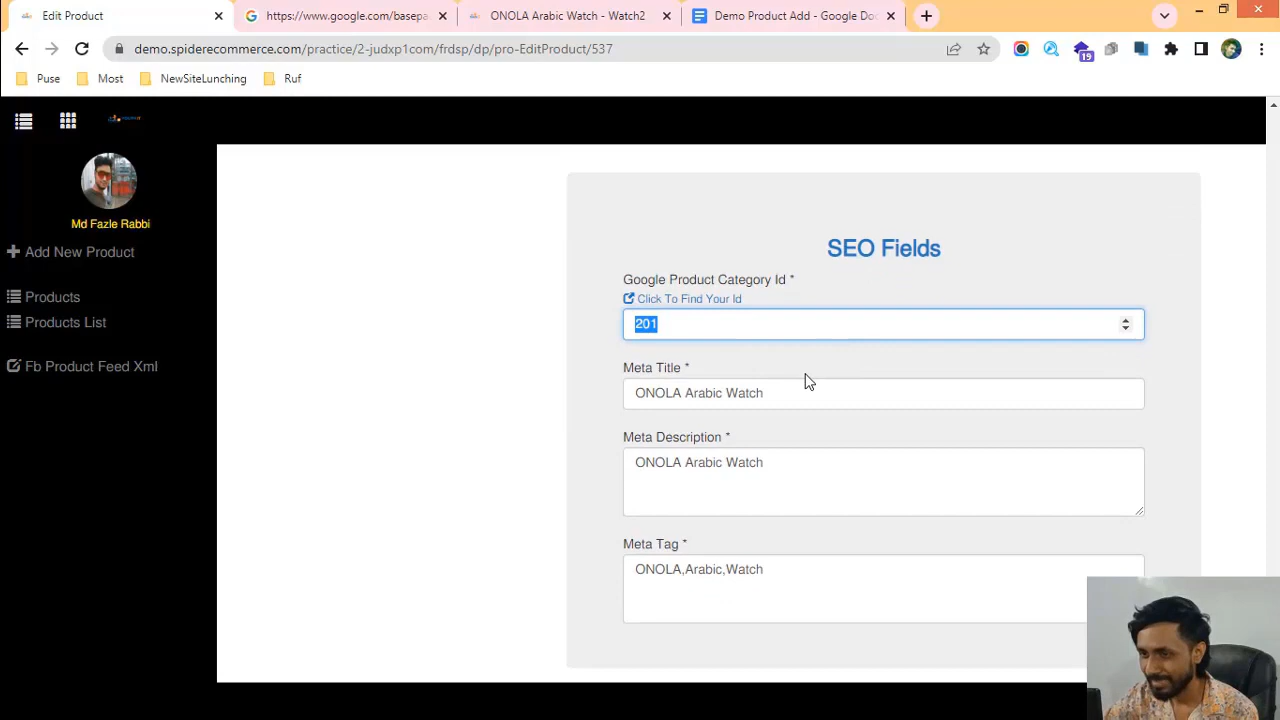 Edit Product
https://www.google.com/basep
ONOLA Arabic Watch - Watch2
Demo Product Add - Google Doc
demo.spiderecommerce.com/practice/2-judxp1com/frdsp/dp/pro-EditProduct/537
19
Puse
Most
NewSiteLunching
Ruf
Md Fazle Rabbi
Add New Product
Products
Products List
Fb Product Feed Xml
SEO Fields
Google Product Category Id *
Click To Find Your Id
201
Meta Title *
ONOLA Arabic Watch
Meta Description *
ONOLA Arabic Watch
Meta Tag *
ONOLA,Arabic,Watch